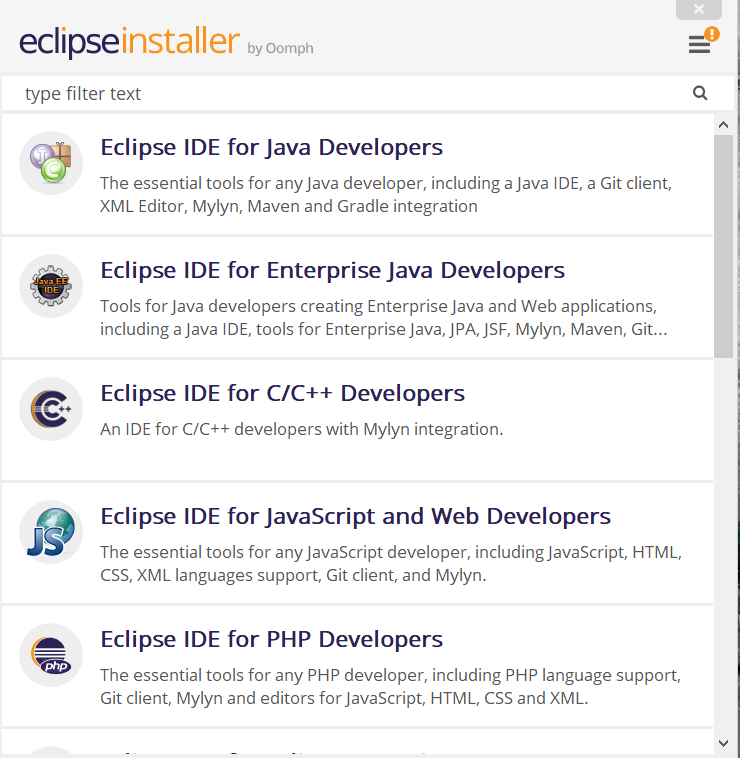 eclipseinstaller by Oomph
type filter text
Eclipse IDE for Java Developers
The essential tools for any Java developer, including a Java IDE, a Git client,
XML Editor, Mylyn, Maven and Gradle integration
Java EE
IDE
Eclipse IDE for Enterprise Java Developers
Tools for Java developers creating Enterprise Java and Web applications,
including a Java IDE, tools for Enterprise Java, JPA, JSF, Mylyn, Maven, Git...
C++
Eclipse IDE for C/C++ Developers
An IDE for C/C++ developers with Mylyn integration.
JS
Eclipse IDE for JavaScript and Web Developers
The essential tools for any JavaScript developer, including JavaScript, HTML,
CSS, XML languages support, Git client, and Mylyn.
php
Eclipse IDE for PHP Developers
The essential tools for any PHP developer, including PHP language support,
Git client, Mylyn and editors for JavaScript, HTML, CSS and XML.